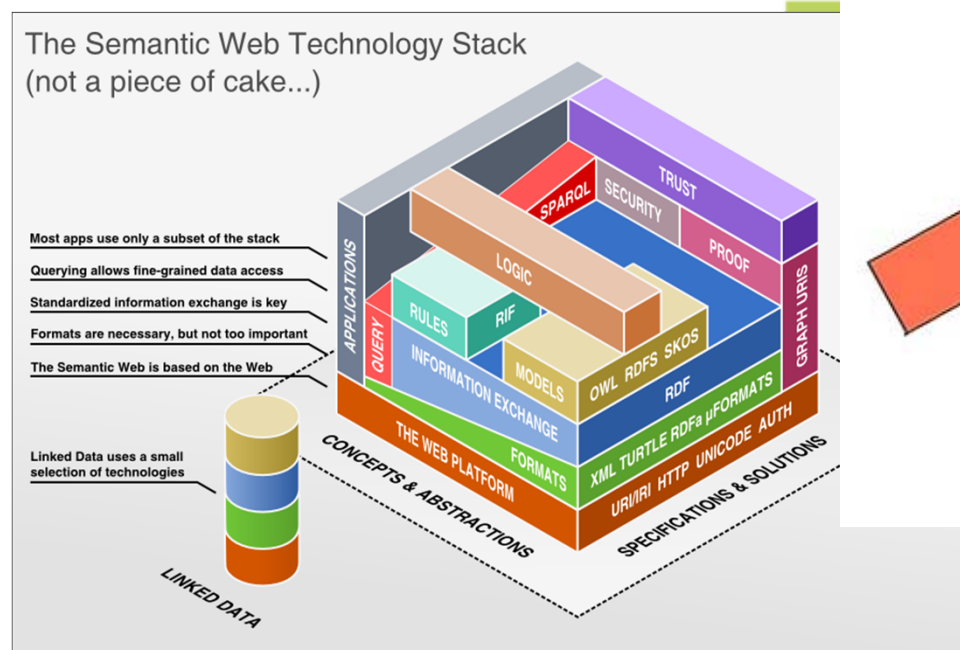 The Semantic Web Technology Stack
(not a piece of cake...)
Most apps use only a subset of the stack
Querying allows fine-grained data access
Standardized information exchange is key
Formats are necessary, but not too important
The Semantic Web is based on the Web
Linked Data uses a small
selection of technologies
LINKED DATA
APPLICATIONS
QUERY
SPARQL
SECURITY
TRUST
PROOF
LOGIC
RULES
RIF
INFORMATION EXCHANGE
MODELS
OWL RDFS SKOS
RDF
GRAPH URIS
FORMATS
XML TURTLE RDFa µFORMATS
THE WEB PLATFORM
URI/IRI HTTP UNICODE AUTH
CONCEPTS & ABSTRACTIONS
SPECIFICATIONS & SOLUTIONS